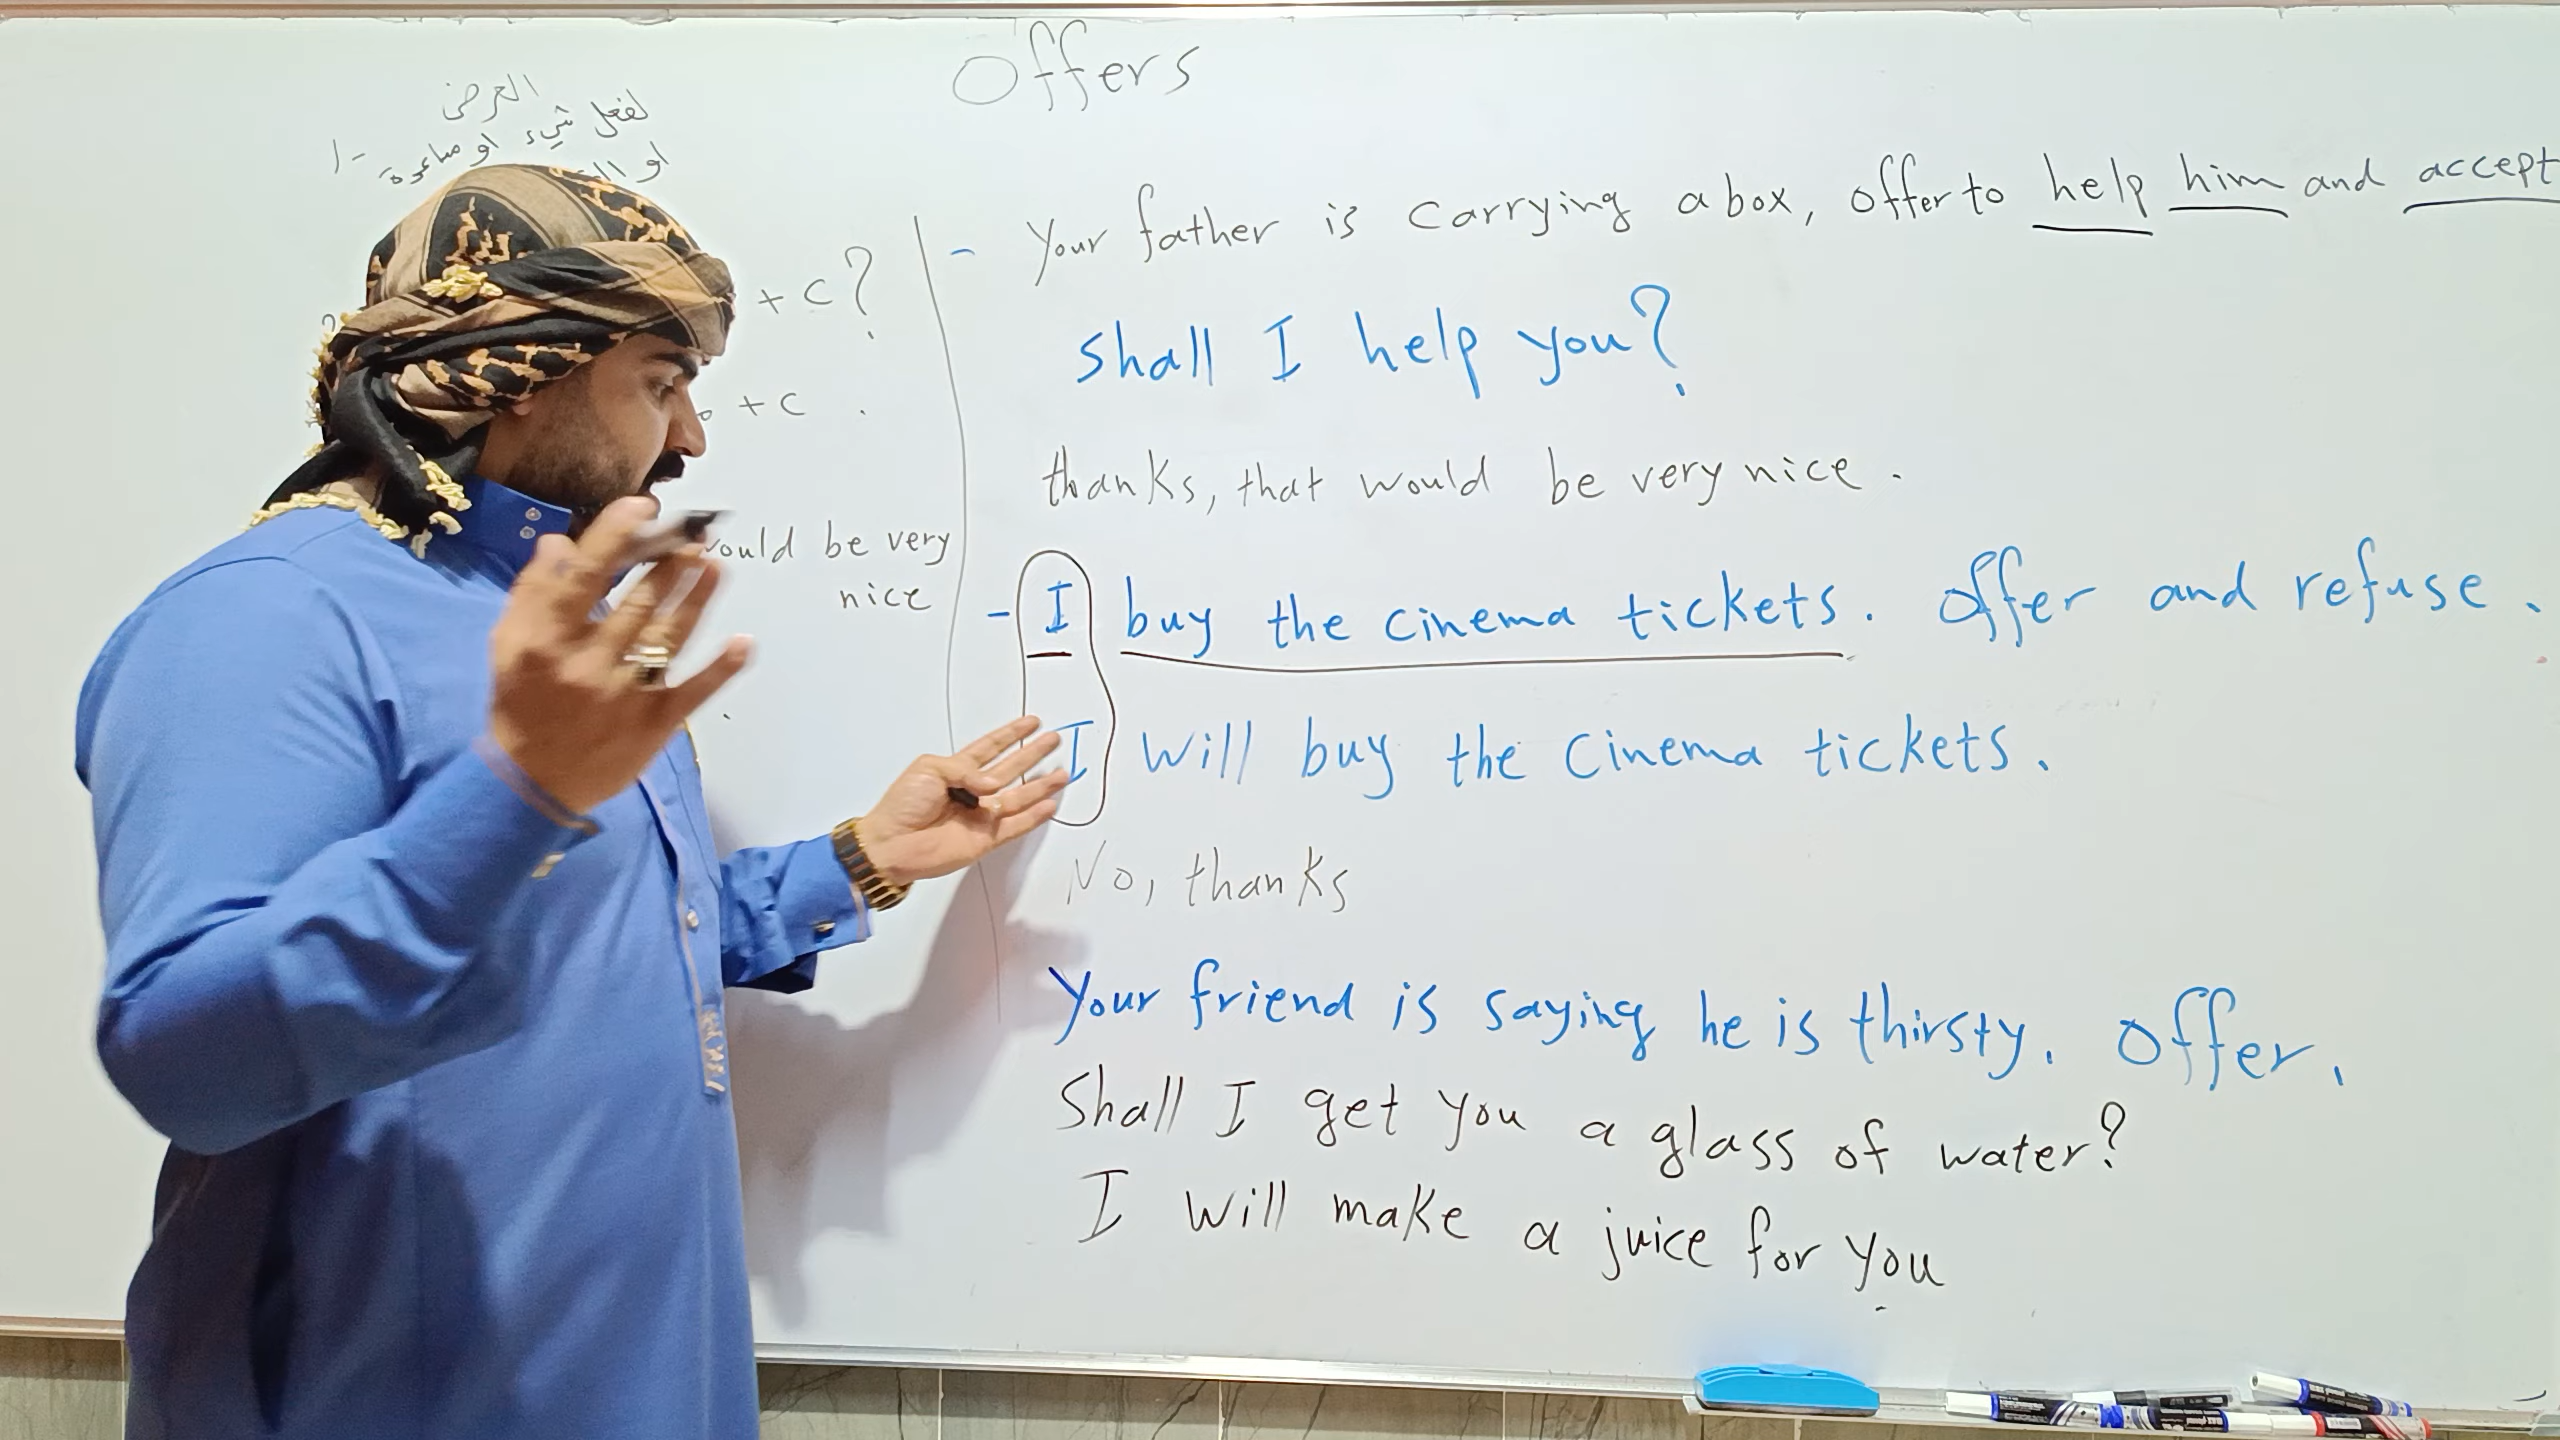 Offers
العرض
لفعل شيء او مساعدة
او
1-
+ C ?
+ C .
would be very
nice
- Your father is carrying a box, offer to help him and accept
Shall I help you?
thanks, that would be very nice.
- I buy the cinema tickets. Offer and refuse.
I will buy the cinema tickets.
No, thanks
Your friend is saying he is thirsty. Offer.
Shall I get you a glass of water?
I will make a juice for you